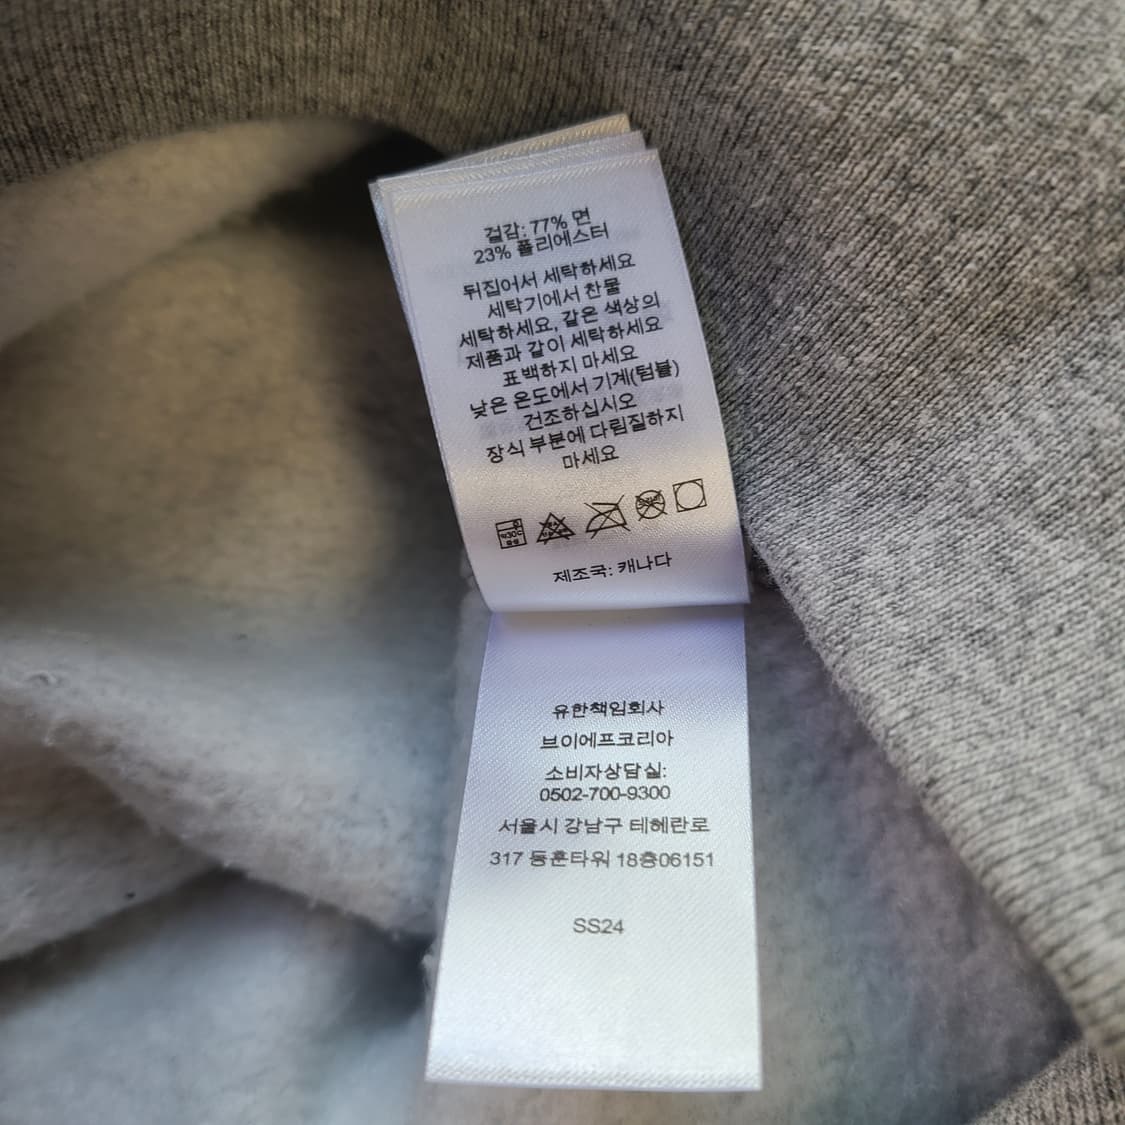 걸감: 77% 면
23% 폴리에스터
뒤집어서 세탁하세요
세탁기에서 찬물
세탁하세요, 같은 색상의
제품과 같이 세탁하세요
표백하지 마세요
낮은 온도에서 기계(텀블)
건조하십시오
장식 부분에 다림질하지
마세요
제조국: 캐나다
유한책임회사
브이에프코리아
소비자상담실:
0502-700-9300
서울시 강남구 테헤란로
317 동훈타워 18층06151
SS24